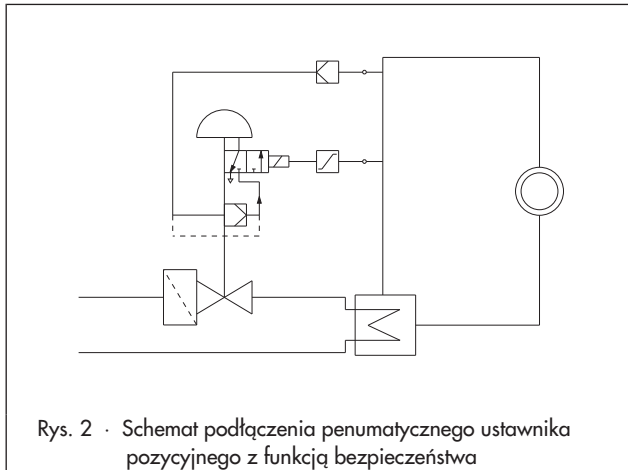 Rys. 2 · Schemat podłączenia penumatycznego ustawnika
pozycyjnego z funkcją bezpieczeństwa